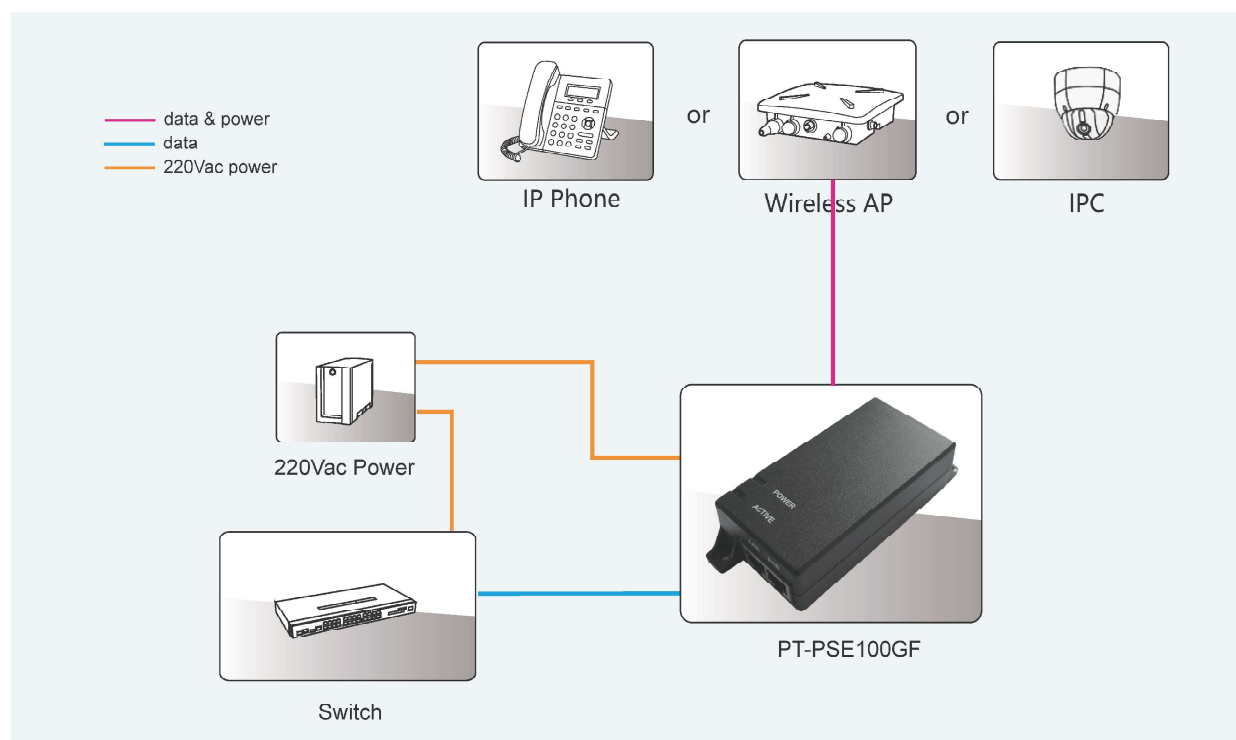 data & power
data
220Vac power
or
or
IP Phone
Wireless AP
IPC
220Vac Power
POWER
ACTIVE
PT-PSE100GF
Switch